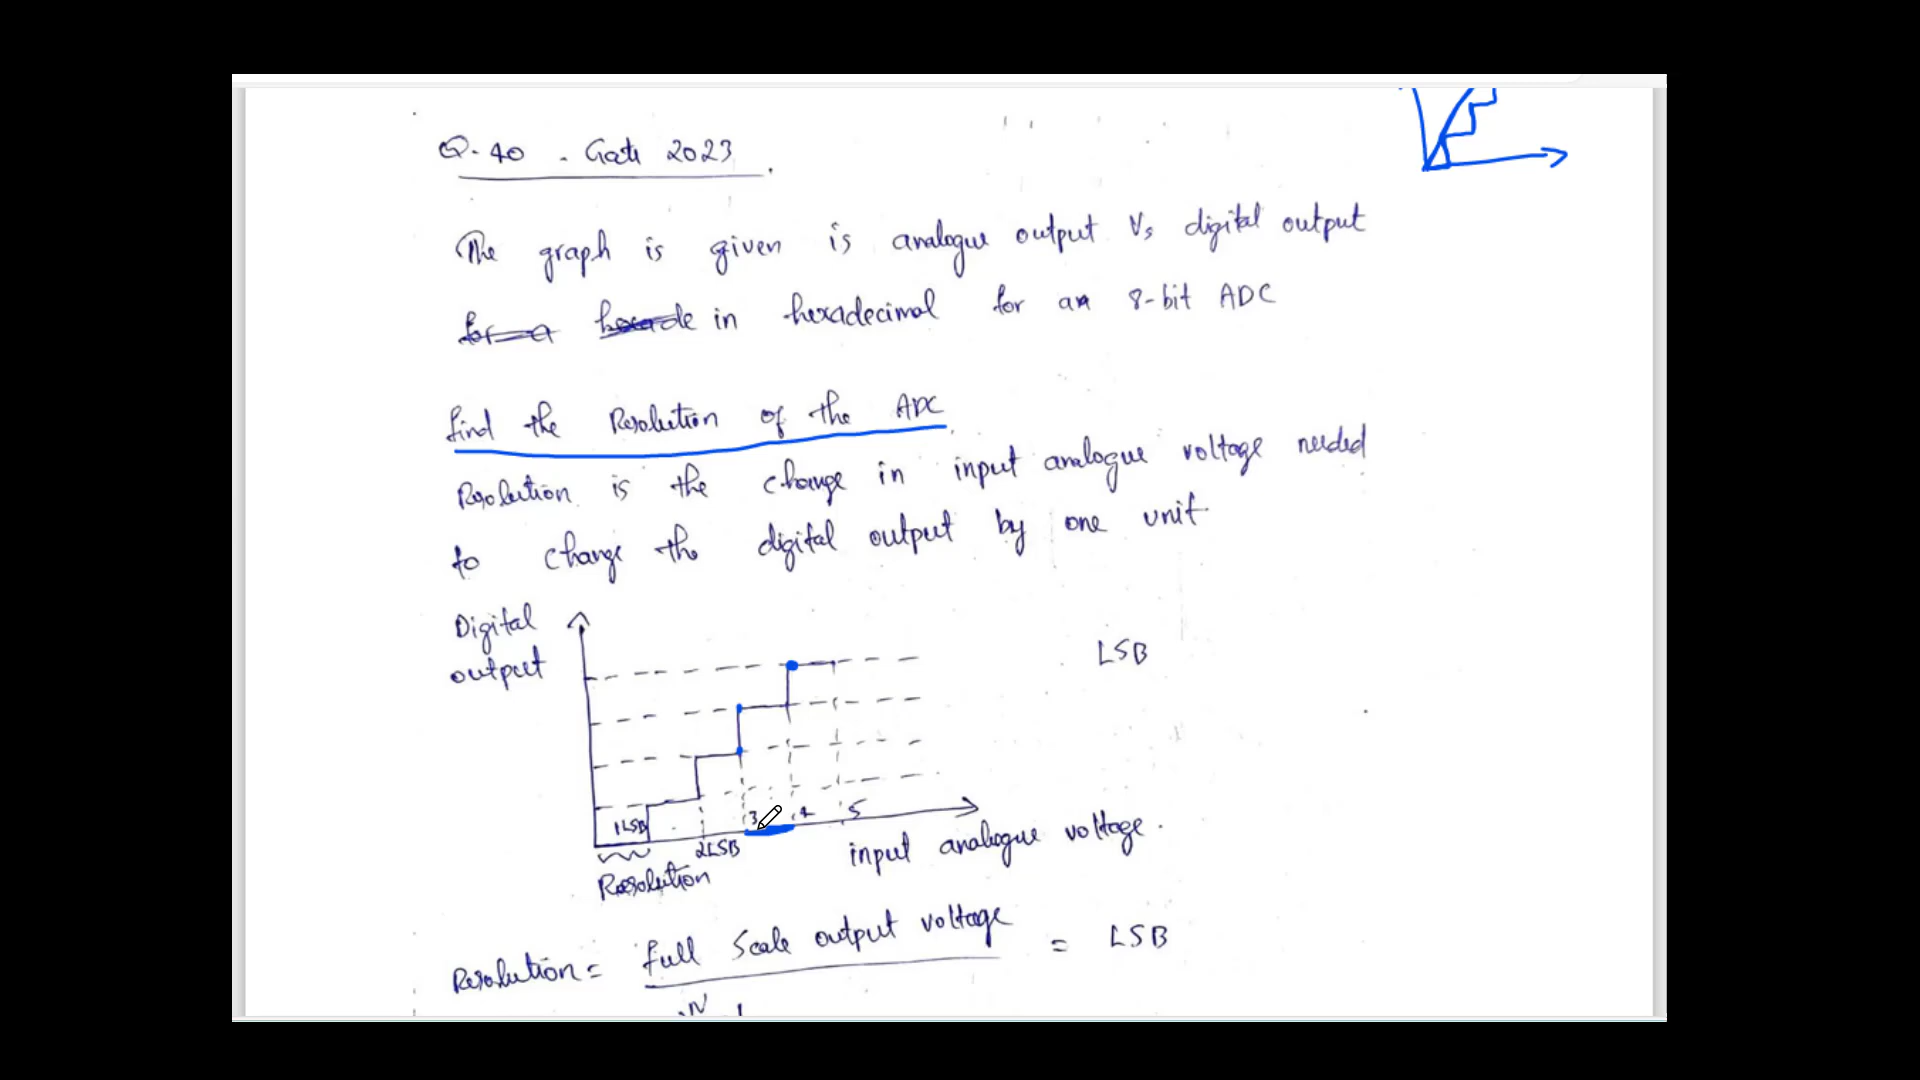 Q. 40 . Gate 2023
The graph is given is analogue output Vs digital output
for a hexade in hexadecimal for an 8-bit ADC
find the Resolution of the ADC
Resolution is the change in input analogue voltage needed
to change the digital output by one unit
Digital
output
LSB
1LSB
2LSB
3
4
5
input analogue voltage.
Resolution
Resolution = full Scale output voltage = LSB
N 1